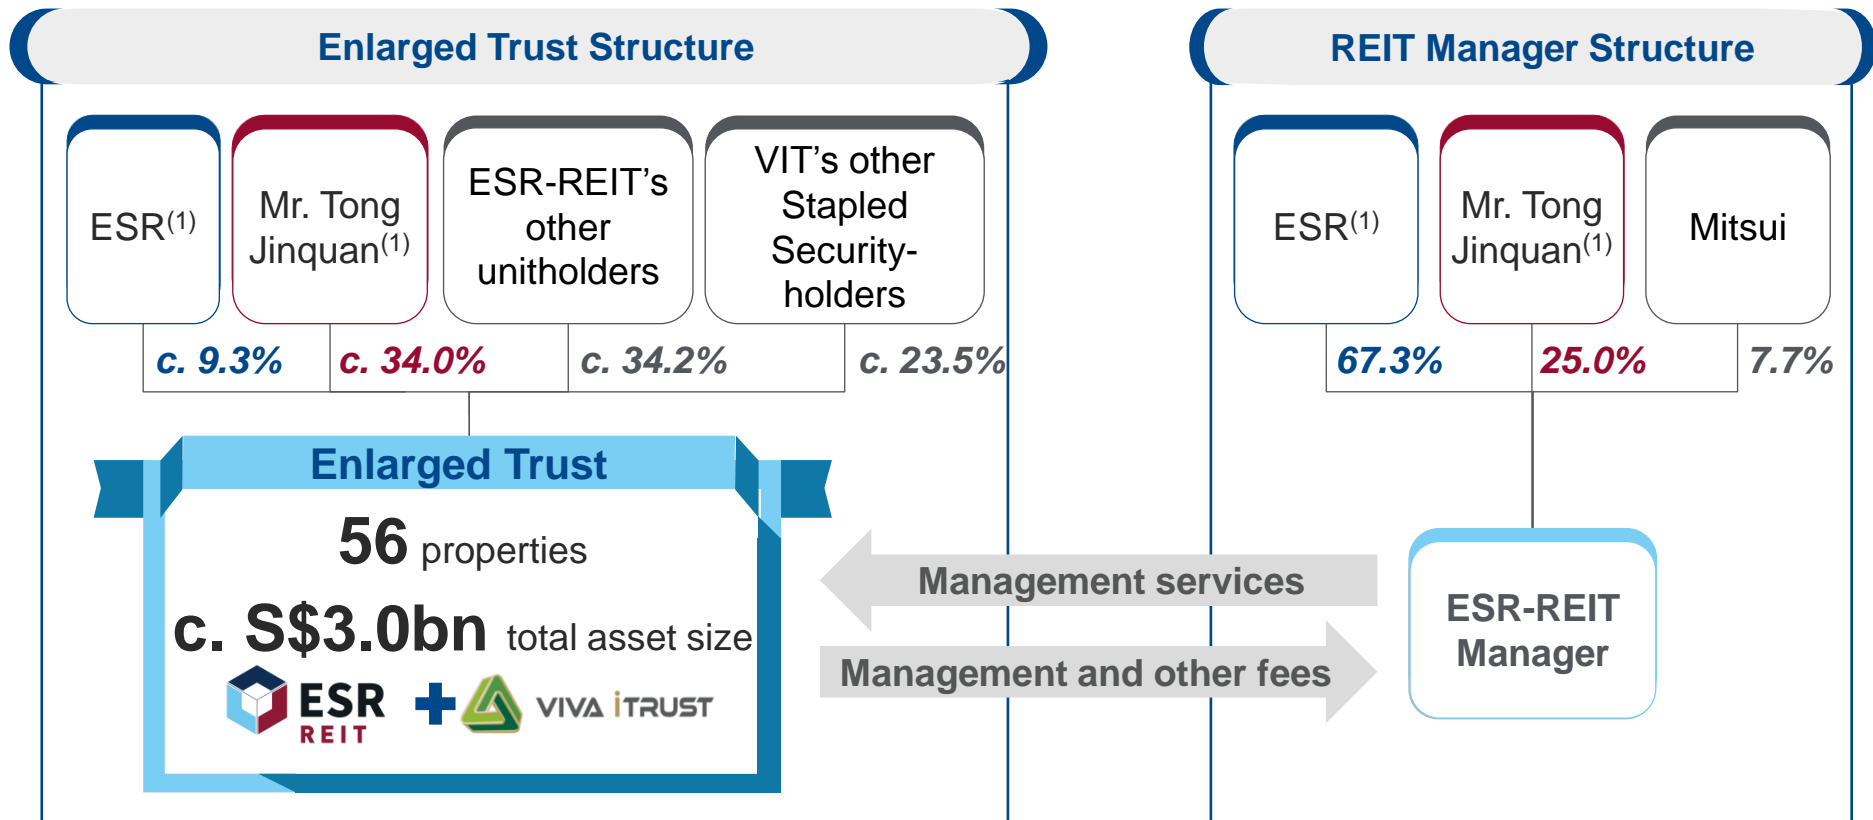 Enlarged Trust Structure
REIT Manager Structure
ESR(1)
Mr. Tong
Jinquan(1)
ESR-REIT’s
other
unitholders
VIT’s other
Stapled
Security-
holders
ESR(1)
Mr. Tong
Jinquan(1)
Mitsui
c. 9.3%
c. 34.0%
c. 34.2%
c. 23.5%
67.3%
25.0%
7.7%
Enlarged Trust
56 properties
c. S$3.0bn total asset size
ESR
REIT
VIVA iTRUST
Management services
Management and other fees
ESR-REIT
Manager